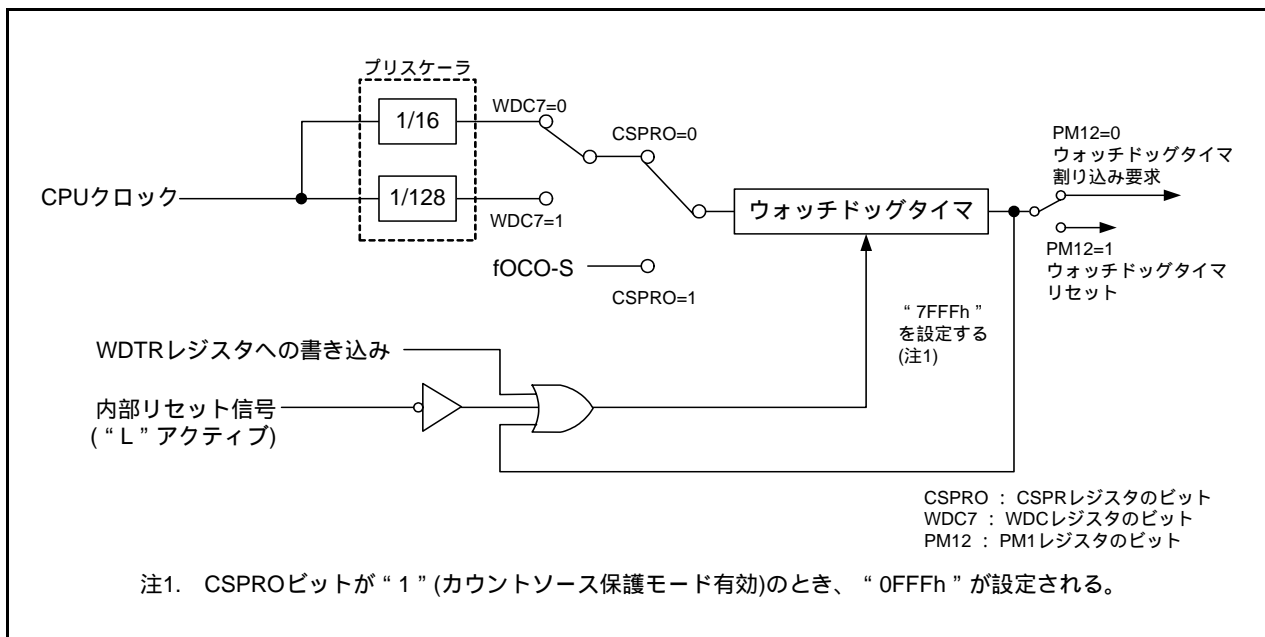 プリスケーラ
1/16
WDC7=0
CSPRO=0
PM12=0
ウォッチドッグタイマ
割り込み要求
CPUクロック
1/128
WDC7=1
ウォッチドッグタイマ
PM12=1
ウォッチドッグタイマ
リセット
fOCO-S
CSPRO=1
“ 7FFFh ”
を設定する
(注1)
WDTRレジスタへの書き込み
内部リセット信号
( “ L ” アクティブ)
CSPRO : CSPRレジスタのビット
WDC7 : WDCレジスタのビット
PM12 : PM1レジスタのビット
注1. CSPROビットが “ 1 ” (カウントソース保護モード有効)のとき、 “ 0FFFh ” が設定される。